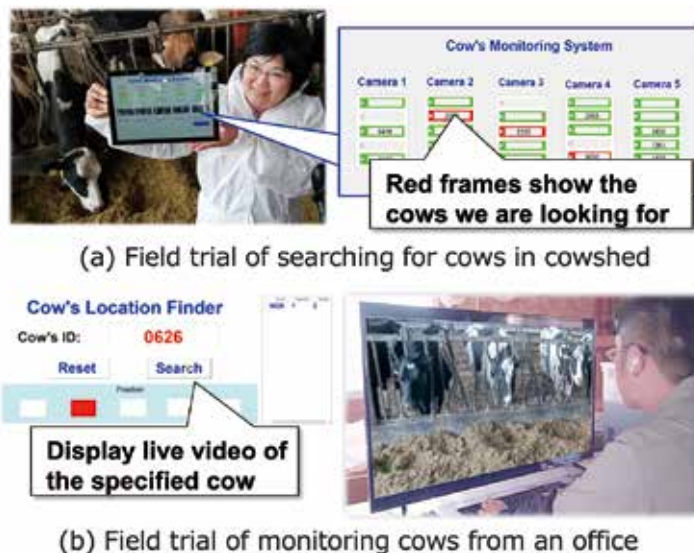 Cow's Monitoring System
Camera 1 Camera 2 Camera 3 Camera 4 Camera 5
Red frames show the
cows we are looking for
(a) Field trial of searching for cows in cowshed
Cow's Location Finder
Cow's ID: 0626
Reset Search
Position
Display live video of
the specified cow
(b) Field trial of monitoring cows from an office